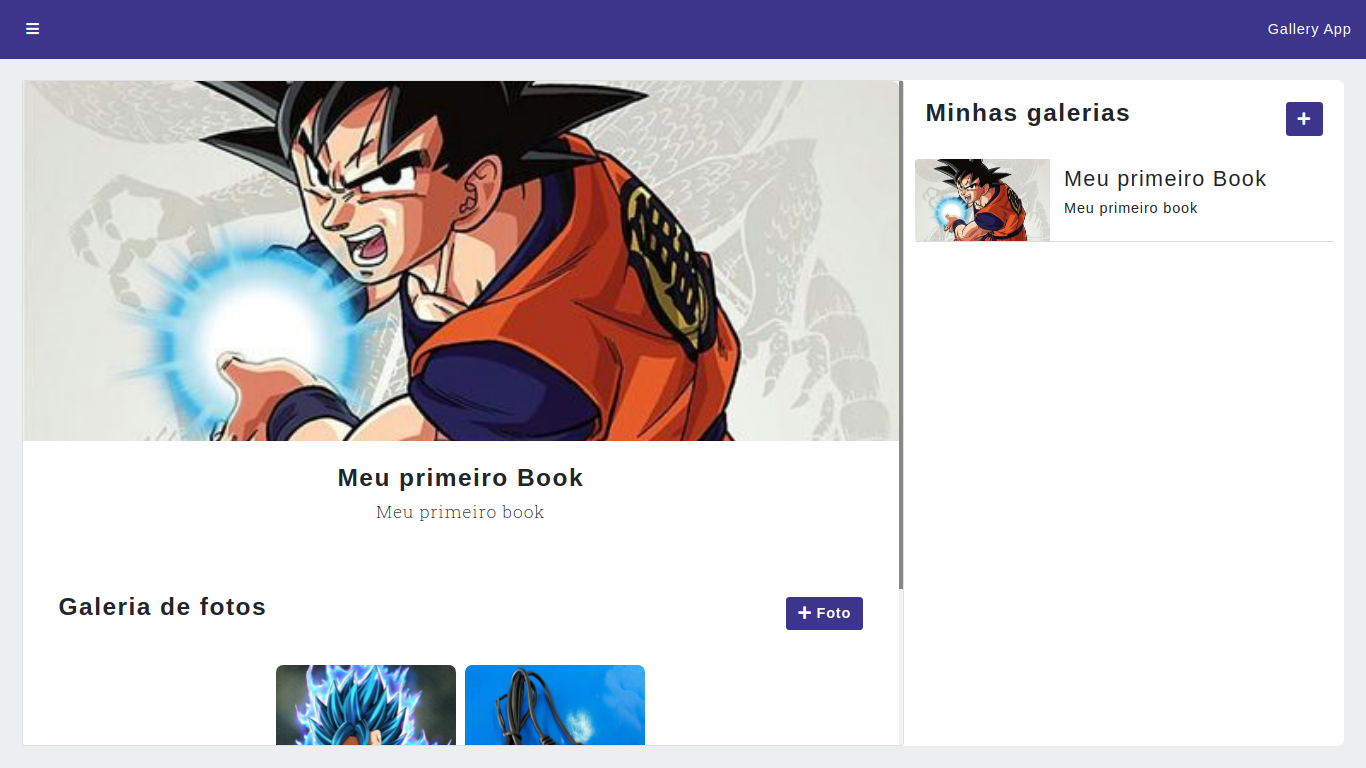 Gallery App
Meu primeiro Book
Meu primeiro book
Galeria de fotos
Foto
Minhas galerias
Meu primeiro Book
Meu primeiro book